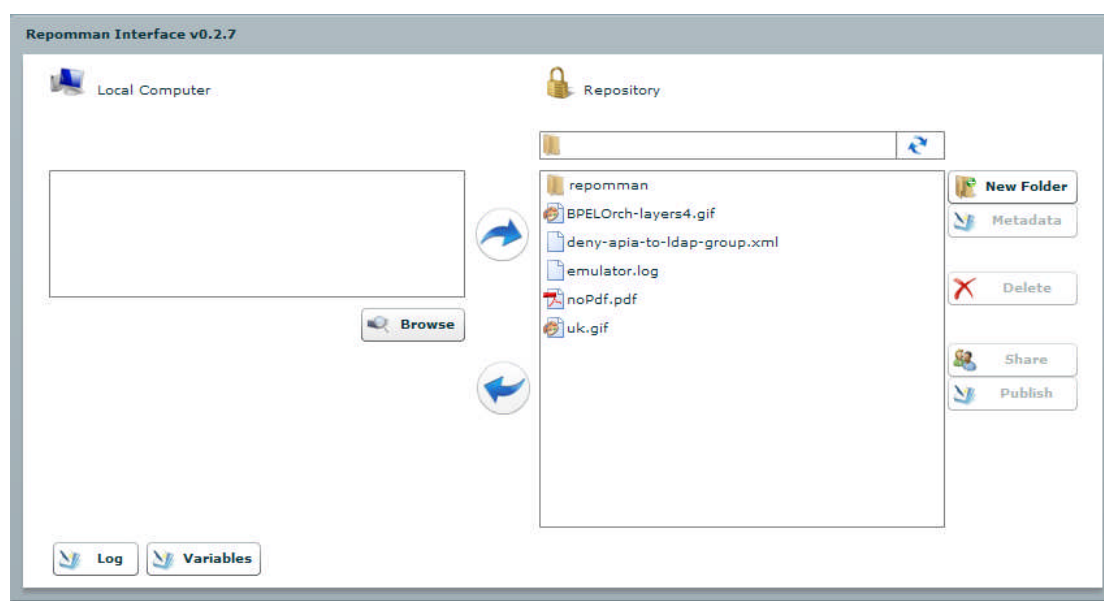 Repomman Interface v0.2.7
Local Computer
Repository
repomman
BPELOrch-layers4.gif
deny-apia-to-ldap-group.xml
emulator.log
noPdf.pdf
uk.gif
Browse
New Folder
Metadata
Delete
Share
Publish
Log
Variables